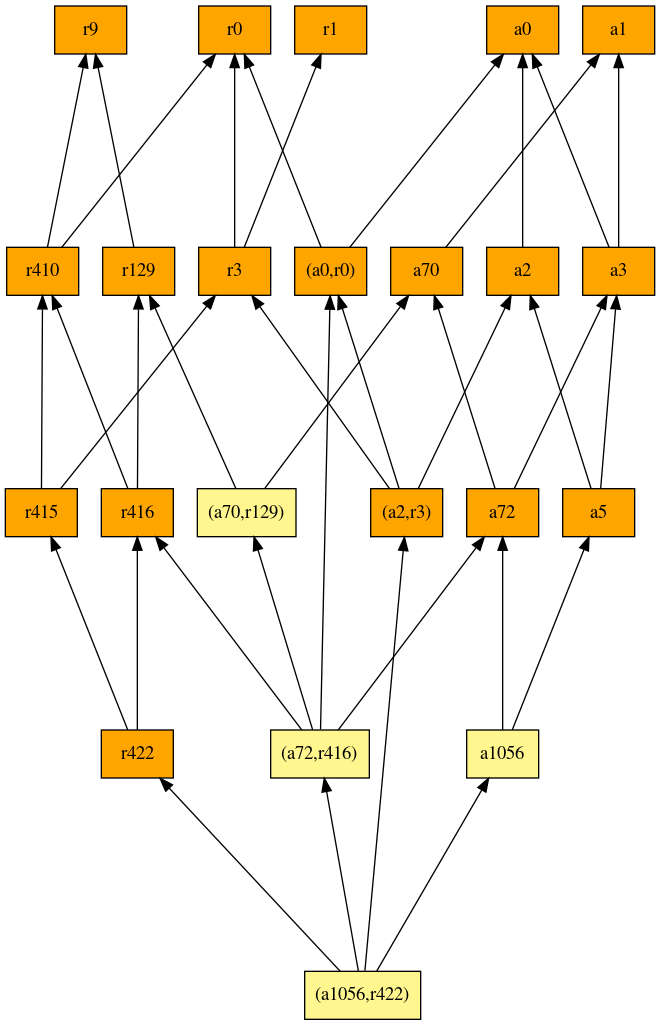 r9
r0
r1
a0
a1
r410
r129
r3
(a0,r0)
a70
a2
a3
r415
r416
(a70,r129)
(a2,r3)
a72
a5
r422
(a72,r416)
a1056
(a1056,r422)